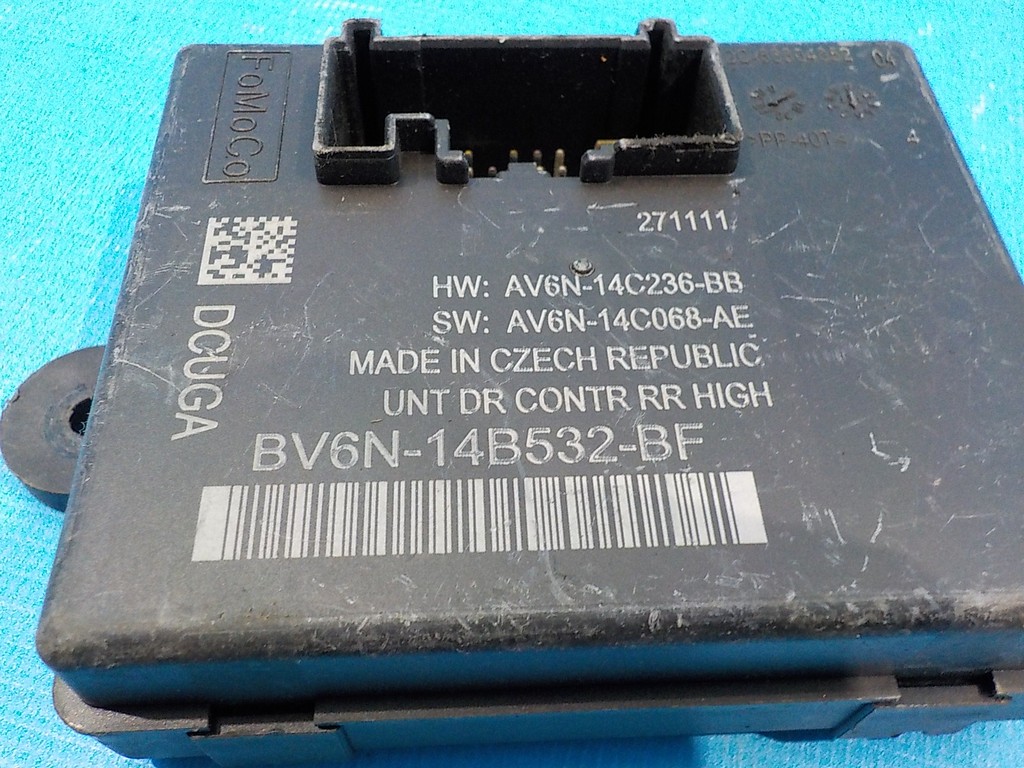 FoMoCo
04
4
271111
HW: AV6N-14C236-BB
SW: AV6N-14C068-AE
MADE IN CZECH REPUBLIC
UNT DR CONTR RR HIGH
DCUGA
BV6N-14B532-BF